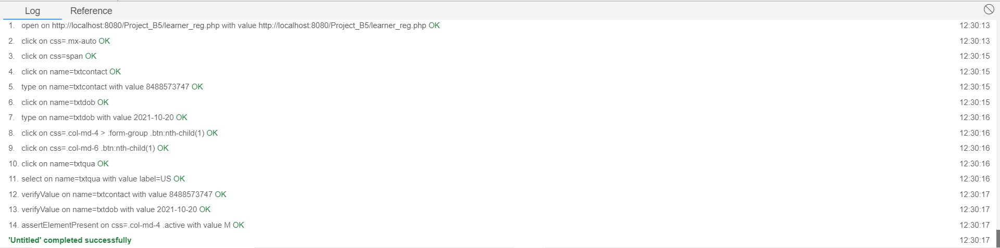 Log Reference
1. open on http://localhost:8080/Project_B5/learner_reg.php with value http://localhost:8080/Project_B5/learner_reg.php OK 12:30:13
2. click on css=.mx-auto OK 12:30:13
3. click on css=span OK 12:30:15
4. click on name=txtcontact OK 12:30:15
5. type on name=txtcontact with value 8488573747 OK 12:30:15
6. click on name=txtdob OK 12:30:15
7. type on name=txtdob with value 2021-10-20 OK 12:30:16
8. click on css=.col-md-4 > .form-group .btn:nth-child(1) OK 12:30:16
9. click on css=.col-md-6 .btn:nth-child(1) OK 12:30:16
10. click on name=txtqua OK 12:30:16
11. select on name=txtqua with value label=US OK 12:30:16
12. verifyValue on name=txtcontact with value 8488573747 OK 12:30:17
13. verifyValue on name=txtdob with value 2021-10-20 OK 12:30:17
14. assertElementPresent on css=.col-md-4 .active with value M OK 12:30:17
'Untitled' completed successfully 12:30:17